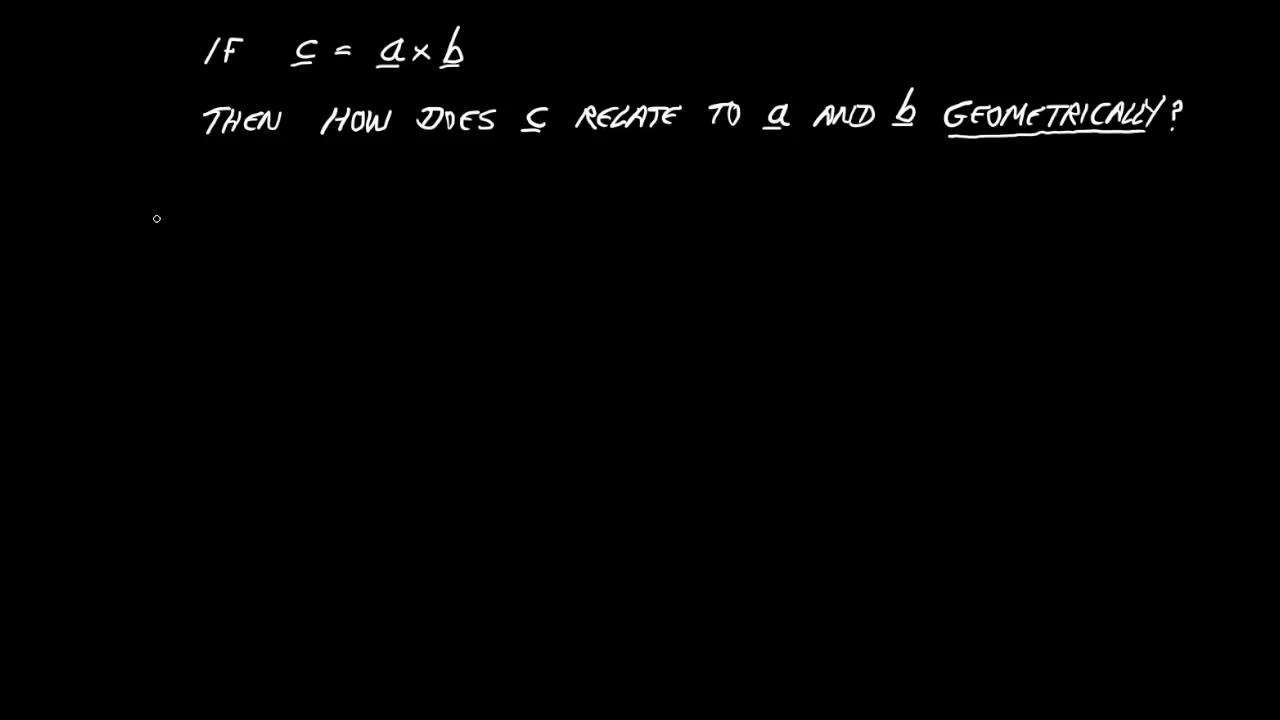 IF c = a × b
THEN HOW DOES c RELATE TO a AND b GEOMETRICALLY?